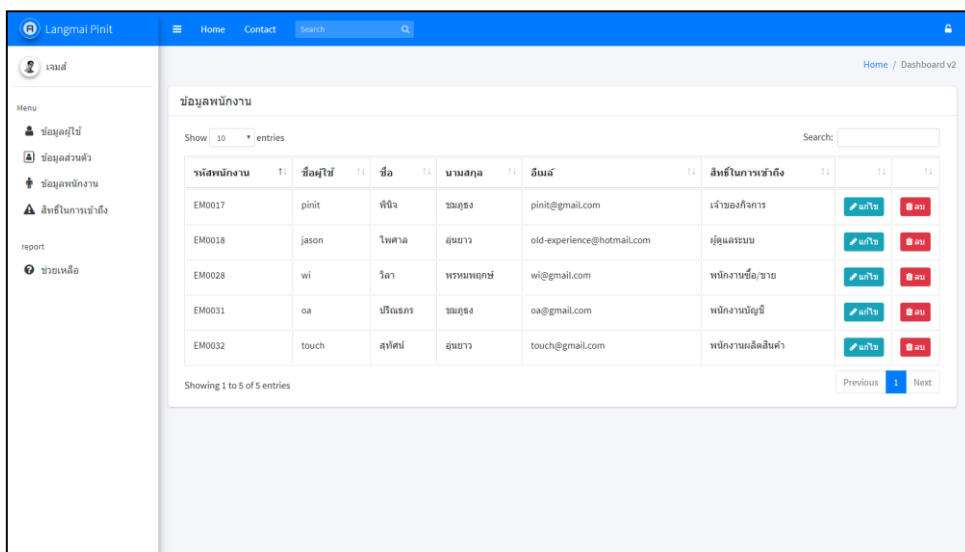 Langmai Pinit
Home Contact Search
เจมส์
Home / Dashboard v2
Menu
ข้อมูลผู้ใช้
ข้อมูลส่วนตัว
ข้อมูลพนักงาน
สิทธิ์ในการเข้าถึง
report
ช่วยเหลือ
ข้อมูลพนักงาน
Show 10 entries Search:
รหัสพนักงาน ชื่อผู้ใช้ ชื่อ นามสกุล อีเมล์ สิทธิ์ในการเข้าถึง
EM0017 pinit พินิจ ชมภูธง pinit@gmail.com เจ้าของกิจการ แก้ไข ลบ
EM0018 jason ไพศาล อุ่นยาว old-experience@hotmail.com ผู้ดูแลระบบ แก้ไข ลบ
EM0028 wi วิลา พรหมพฤกษ์ wi@gmail.com พนักงานซื้อ/ขาย แก้ไข ลบ
EM0031 oa ปริณธภร ชมภูธง oa@gmail.com พนักงานบัญชี แก้ไข ลบ
EM0032 touch สุทัศน์ อุ่นยาว touch@gmail.com พนักงานผลิตสินค้า แก้ไข ลบ
Showing 1 to 5 of 5 entries Previous 1 Next